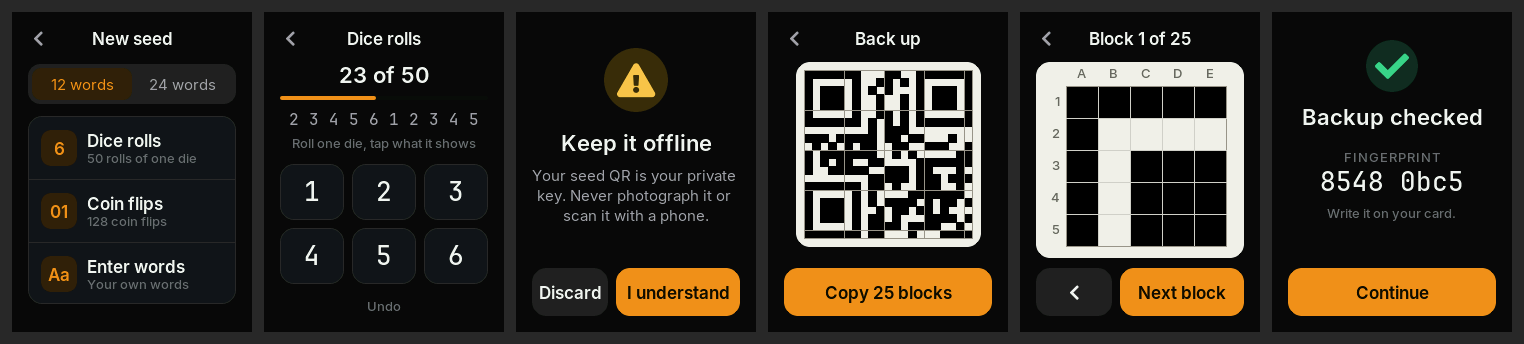 New seed
12 words 24 words
6 Dice rolls
50 rolls of one die
01 Coin flips
128 coin flips
Aa Enter words
Your own words
Dice rolls
23 of 50
2 3 4 5 6 1 2 3 4 5
Roll one die, tap what it shows
1 2 3
4 5 6
Undo
Keep it offline
Your seed QR is your private
key. Never photograph it or
scan it with a phone.
Discard I understand
Back up
Copy 25 blocks
Block 1 of 25
A B C D E
1
2
3
4
5
Next block
Backup checked
FINGERPRINT
8548 0bc5
Write it on your card.
Continue